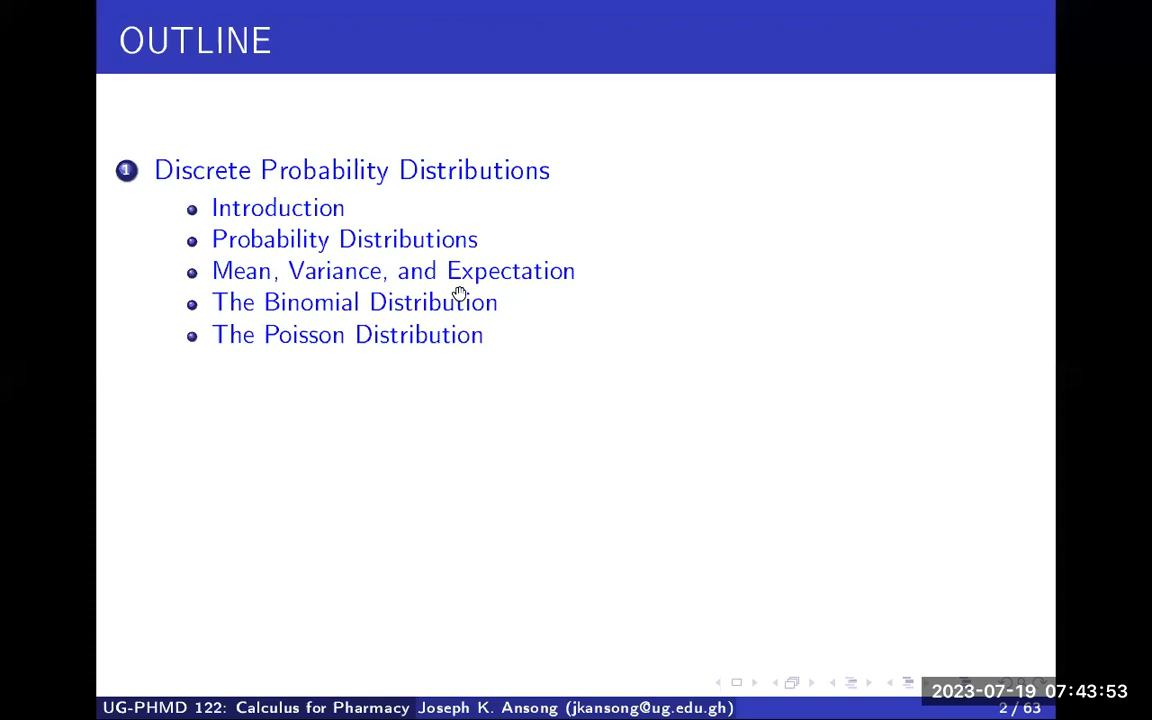 OUTLINE
1 Discrete Probability Distributions
Introduction
Probability Distributions
Mean, Variance, and Expectation
The Binomial Distribution
The Poisson Distribution
2023-07-19 07:43:53
UG-PHMD 122: Calculus for Pharmacy Joseph K. Ansong (jkansong@ug.edu.gh) 2 / 63